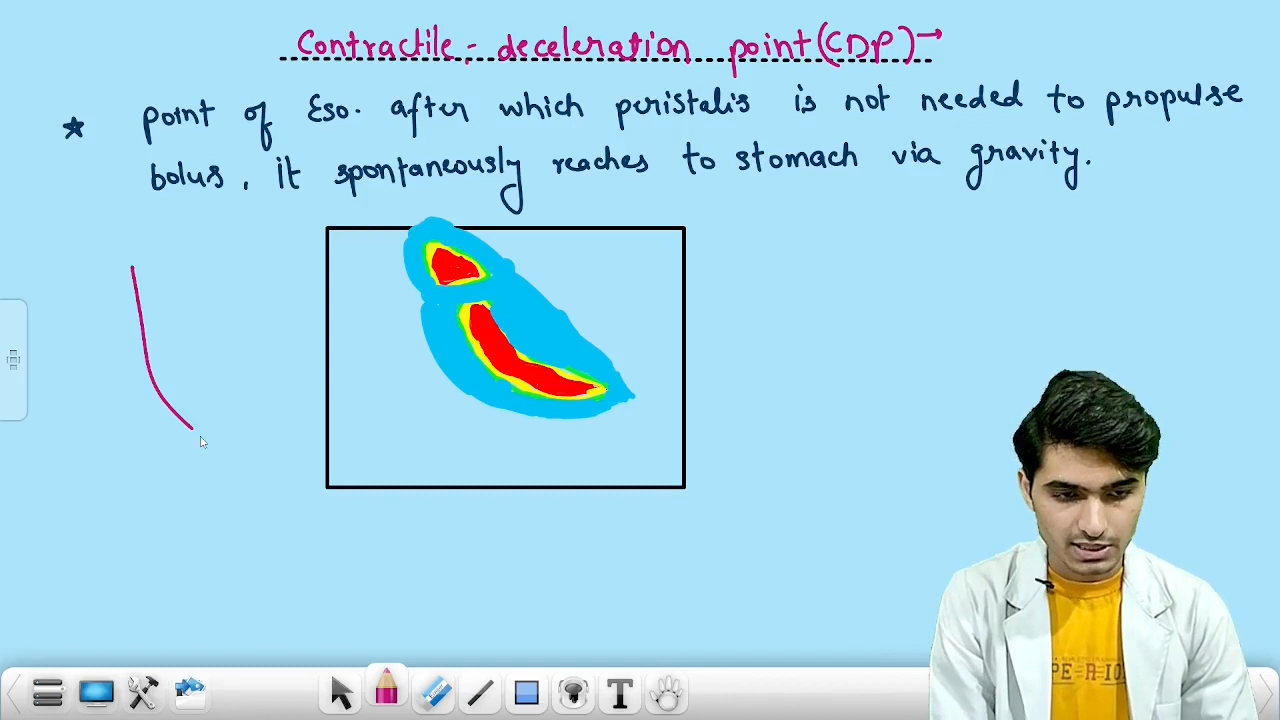 Contractile - deceleration point (CDP) →
★ point of Eso. after which peristalis is not needed to propulse
bolus, it spontaneously reaches to stomach via gravity.
T